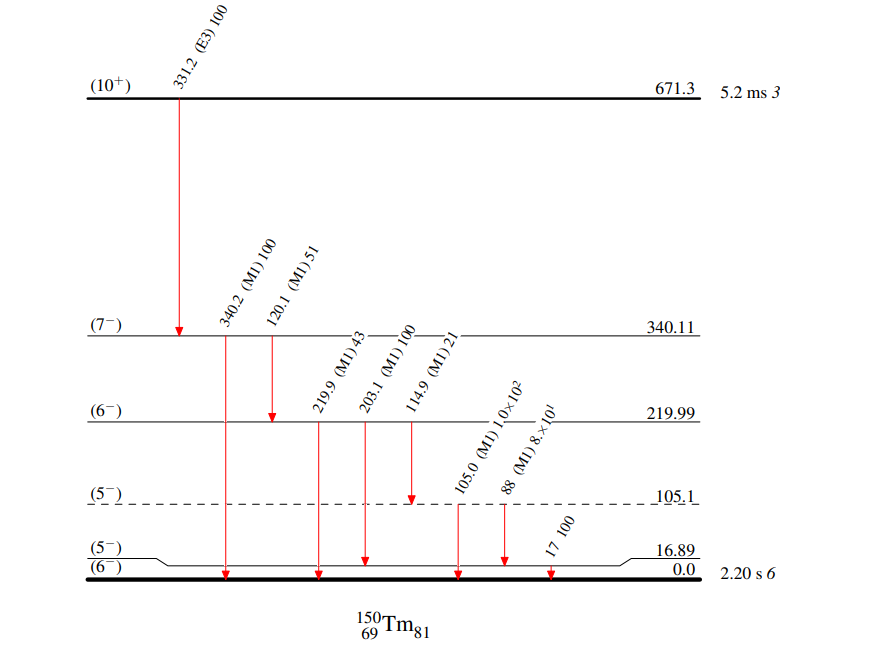 331.2 (E3) 100
(10⁺) 671.3 5.2 ms 3
340.2 (M1) 100
120.1 (M1) 51
(7⁻) 340.11
219.9 (M1) 43
203.1 (M1) 100
114.9 (M1) 21
(6⁻) 219.99
105.0 (M1) 1.0×10²
88 (M1) 8.×10¹
(5⁻) 105.1
17 100
(5⁻) 16.89
(6⁻) 0.0 2.20 s 6
¹⁵⁰₆₉Tm₈₁